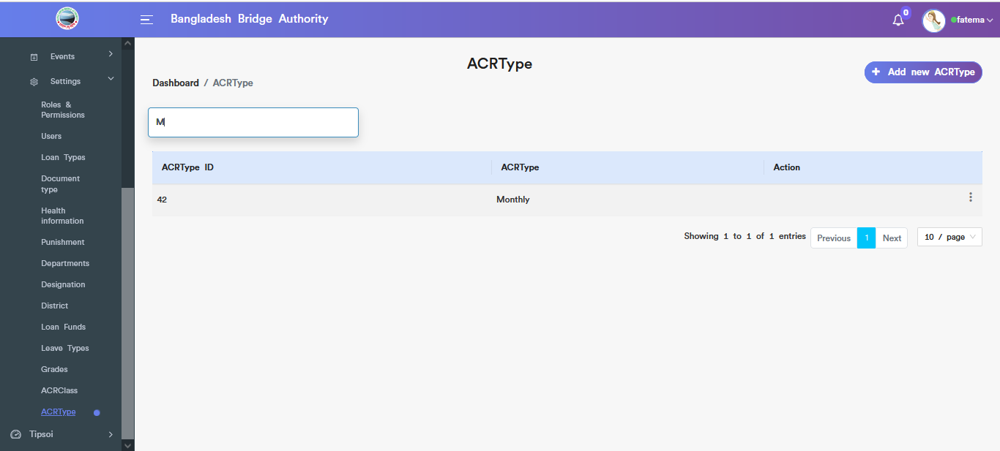 Bangladesh Bridge Authority
0
fatema
Events
Settings
Roles &
Permissions
Users
Loan Types
Document
type
Health
information
Punishment
Departments
Designation
District
Loan Funds
Leave Types
Grades
ACRClass
ACRType
Tipsoi
ACRType
Dashboard / ACRType
+ Add new ACRType
M
ACRType ID ACRType Action
42 Monthly
Showing 1 to 1 of 1 entries Previous 1 Next 10 / page